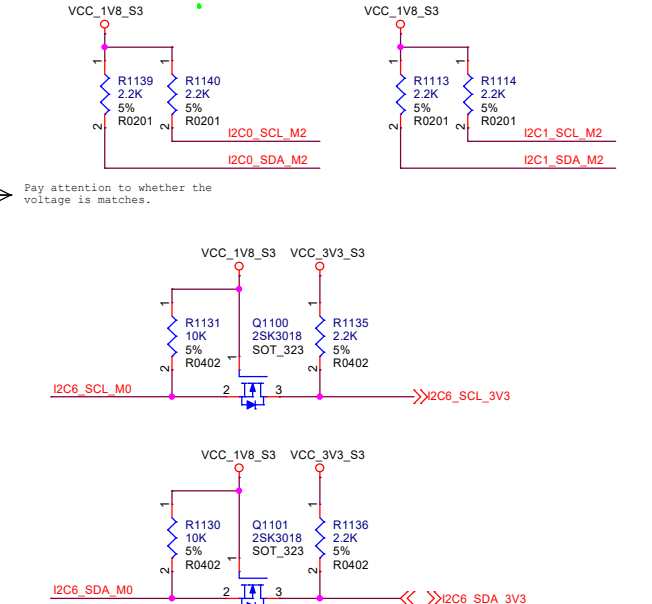 VCC_1V8_S3
VCC_1V8_S3
1
1
1
1
R1139
2.2K
5%
R0201
R1140
2.2K
5%
R0201
R1113
2.2K
5%
R0201
R1114
2.2K
5%
R0201
2
2
2
2
I2C0_SCL_M2
I2C1_SCL_M2
I2C0_SDA_M2
I2C1_SDA_M2
Pay attention to whether the
voltage is matches.
VCC_1V8_S3
VCC_3V3_S3
1
1
R1131
10K
5%
R0402
Q1100
2SK3018
SOT_323
R1135
2.2K
5%
R0402
2
1
2
I2C6_SCL_M0
2
3
I2C6_SCL_3V3
VCC_1V8_S3
VCC_3V3_S3
1
1
R1130
10K
5%
R0402
Q1101
2SK3018
SOT_323
R1136
2.2K
5%
R0402
2
1
2
I2C6_SDA_M0
2
3
I2C6_SDA_3V3